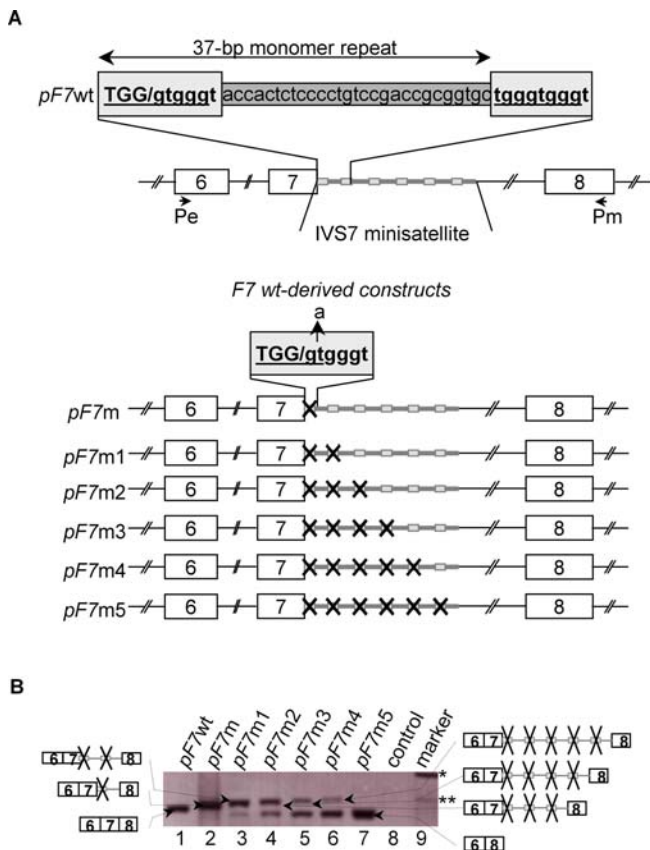 A
37-bp monomer repeat
pF7wt TGG/gtgggt accactctcccctgtccgaccgcggtgc tgggtgggt
6 7 8
Pe Pm
IVS7 minisatellite
F7 wt-derived constructs
a
TGG/gtgggt
pF7m 6 7 8
pF7m1 6 7 8
pF7m2 6 7 8
pF7m3 6 7 8
pF7m4 6 7 8
pF7m5 6 7 8
B
pF7wt pF7m pF7m1 pF7m2 pF7m3 pF7m4 pF7m5 control marker
6 7 8
6 7 8
6 7 8
*
**
6 7 8
6 7 8
6 7 8
6 8
1 2 3 4 5 6 7 8 9